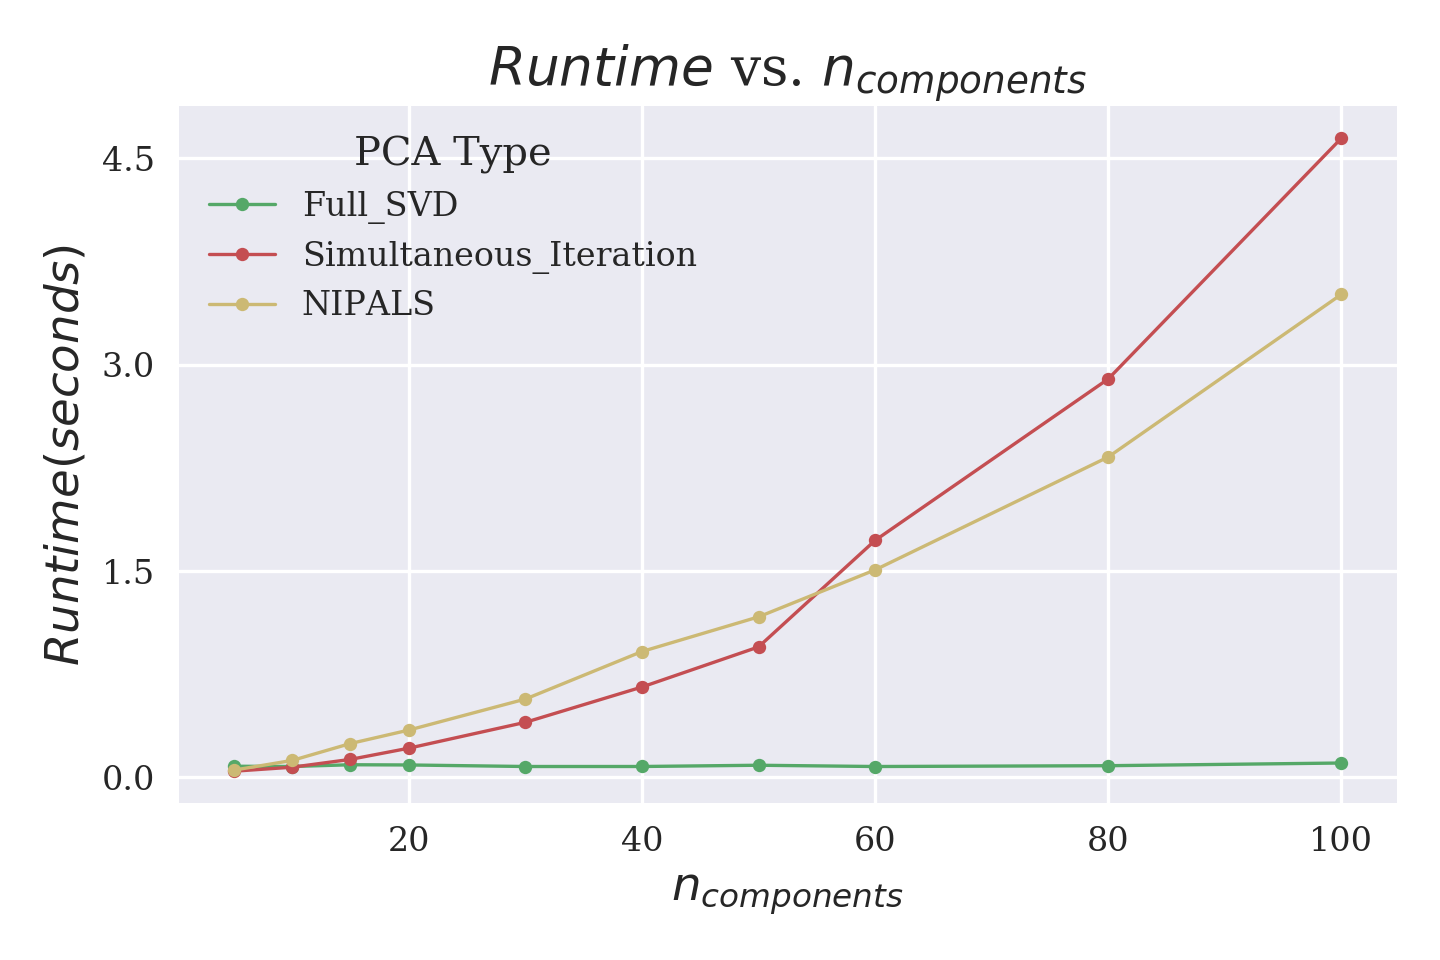 Runtime vs. n_components
PCA Type
Full_SVD
Simultaneous_Iteration
NIPALS
Runtime(seconds)
4.5
3.0
1.5
0.0
20 40 60 80 100
n_components